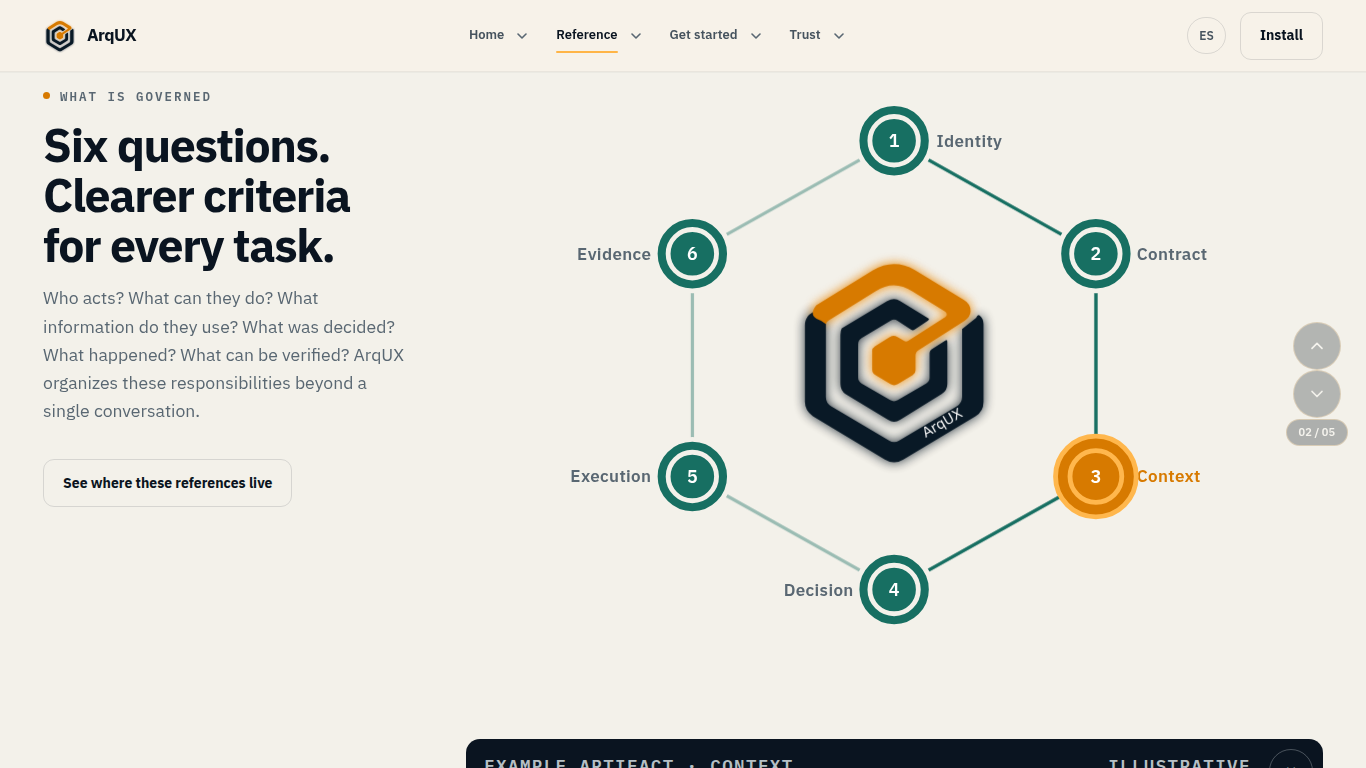 ArqUX
Home
Reference
Get started
Trust
ES
Install
WHAT IS GOVERNED
Six questions.
Clearer criteria
for every task.
Who acts? What can they do? What
information do they use? What was decided?
What happened? What can be verified? ArqUX
organizes these responsibilities beyond a
single conversation.
See where these references live
1 Identity
2 Contract
3 Context
4 Decision
5 Execution
6 Evidence
ArqUX
02 / 05
EXAMPLE ARTIFACT · CONTEXT
ILLUSTRATIVE